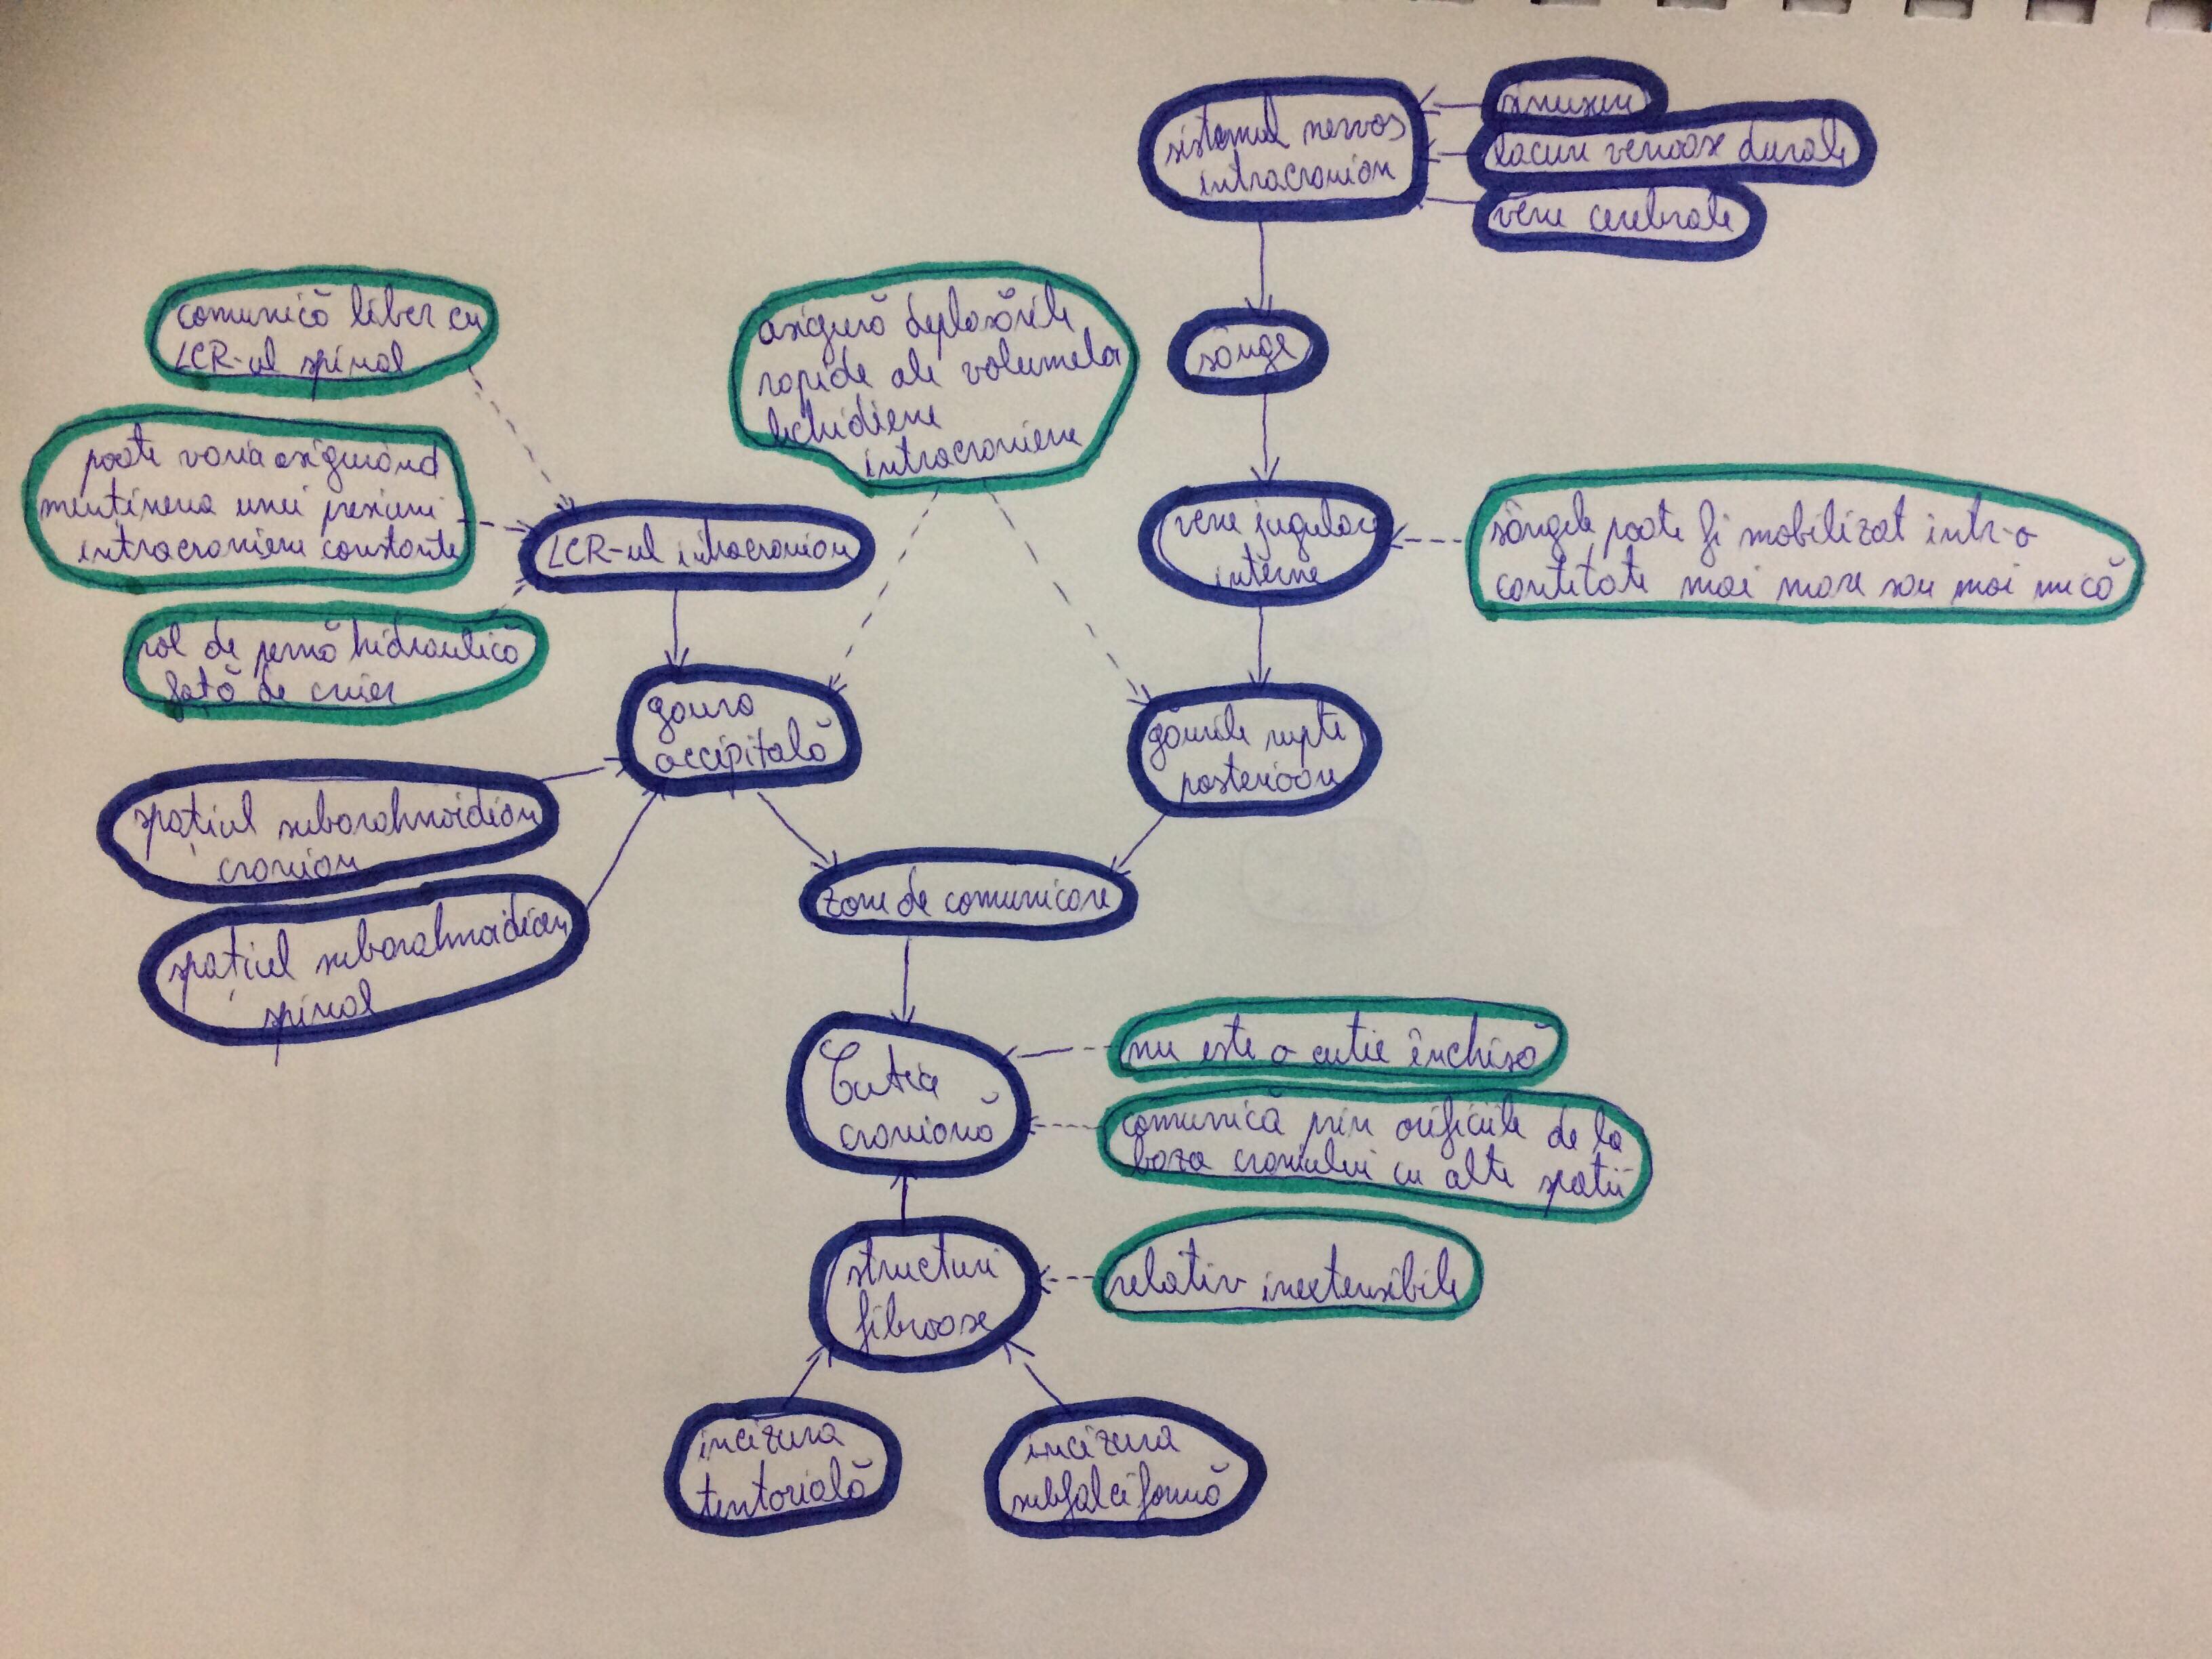 sistemul nervos
intracranian
sinusuri
lacuri venoase durale
vene cerebrale
sânge
comunică liber cu
LCR-ul spinal
asigură deplasările
rapide ale volumelor
lichidiene
intracraniene
poate varia asigurând
mentinerea unei presiuni
intracraniene constante
LCR-ul intracranian
vene jugulare
interne
sângele poate fi mobilizat intr-o
cantitate mai mare sau mai mică
rol de pernă hidraulică
față de creier
gaura
occipitală
găurile rupte
posterioare
spațiul subarahnoidian
cranian
spațiul subarahnoidian
spinal
zone de comunicare
Cutia
craniană
nu este o cutie închisă
comunică prin orificiile de la
baza craniului cu alte spatii
structuri
fibroase
relativ inextensibile
incizura
tentorială
incizura
subfalciformă